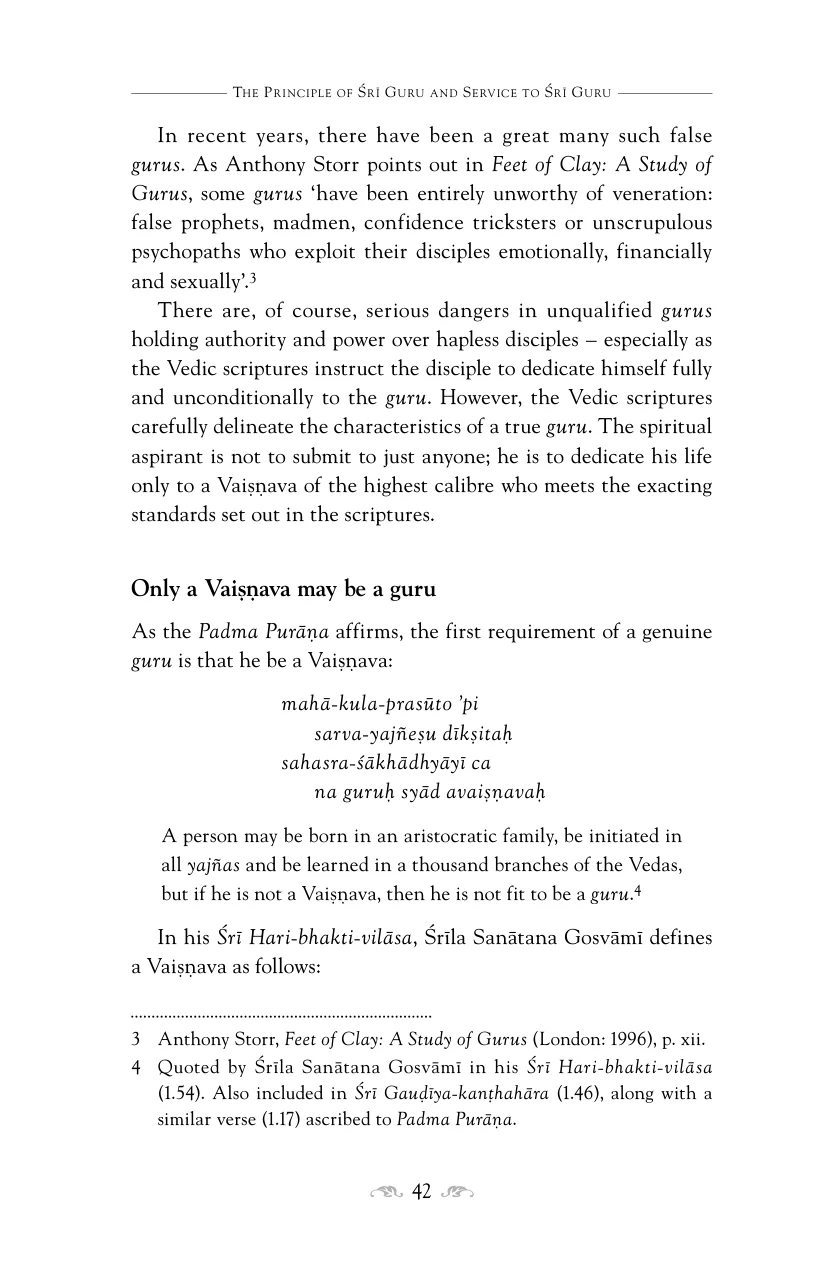 The Principle of Śrī Guru and Service to Śrī Guru
In recent years, there have been a great many such false
gurus. As Anthony Storr points out in Feet of Clay: A Study of
Gurus, some gurus ‘have been entirely unworthy of veneration:
false prophets, madmen, confidence tricksters or unscrupulous
psychopaths who exploit their disciples emotionally, financially
and sexually’.3
There are, of course, serious dangers in unqualified gurus
holding authority and power over hapless disciples – especially as
the Vedic scriptures instruct the disciple to dedicate himself fully
and unconditionally to the guru. However, the Vedic scriptures
carefully delineate the characteristics of a true guru. The spiritual
aspirant is not to submit to just anyone; he is to dedicate his life
only to a Vaiṣṇava of the highest calibre who meets the exacting
standards set out in the scriptures.
Only a Vaiṣṇava may be a guru
As the Padma Purāṇa affirms, the first requirement of a genuine
guru is that he be a Vaiṣṇava:
mahā-kula-prasūto ’pi
sarva-yajñeṣu dīkṣitaḥ
sahasra-śākhādhyāyī ca
na guruḥ syād avaiṣṇavaḥ
A person may be born in an aristocratic family, be initiated in
all yajñas and be learned in a thousand branches of the Vedas,
but if he is not a Vaiṣṇava, then he is not fit to be a guru.4
In his Śrī Hari-bhakti-vilāsa, Śrīla Sanātana Gosvāmī defines
a Vaiṣṇava as follows:
3 Anthony Storr, Feet of Clay: A Study of Gurus (London: 1996), p. xii.
4 Quoted by Śrīla Sanātana Gosvāmī in his Śrī Hari-bhakti-vilāsa
(1.54). Also included in Śrī Gauḍīya-kaṇṭhahāra (1.46), along with a
similar verse (1.17) ascribed to Padma Purāṇa.
42